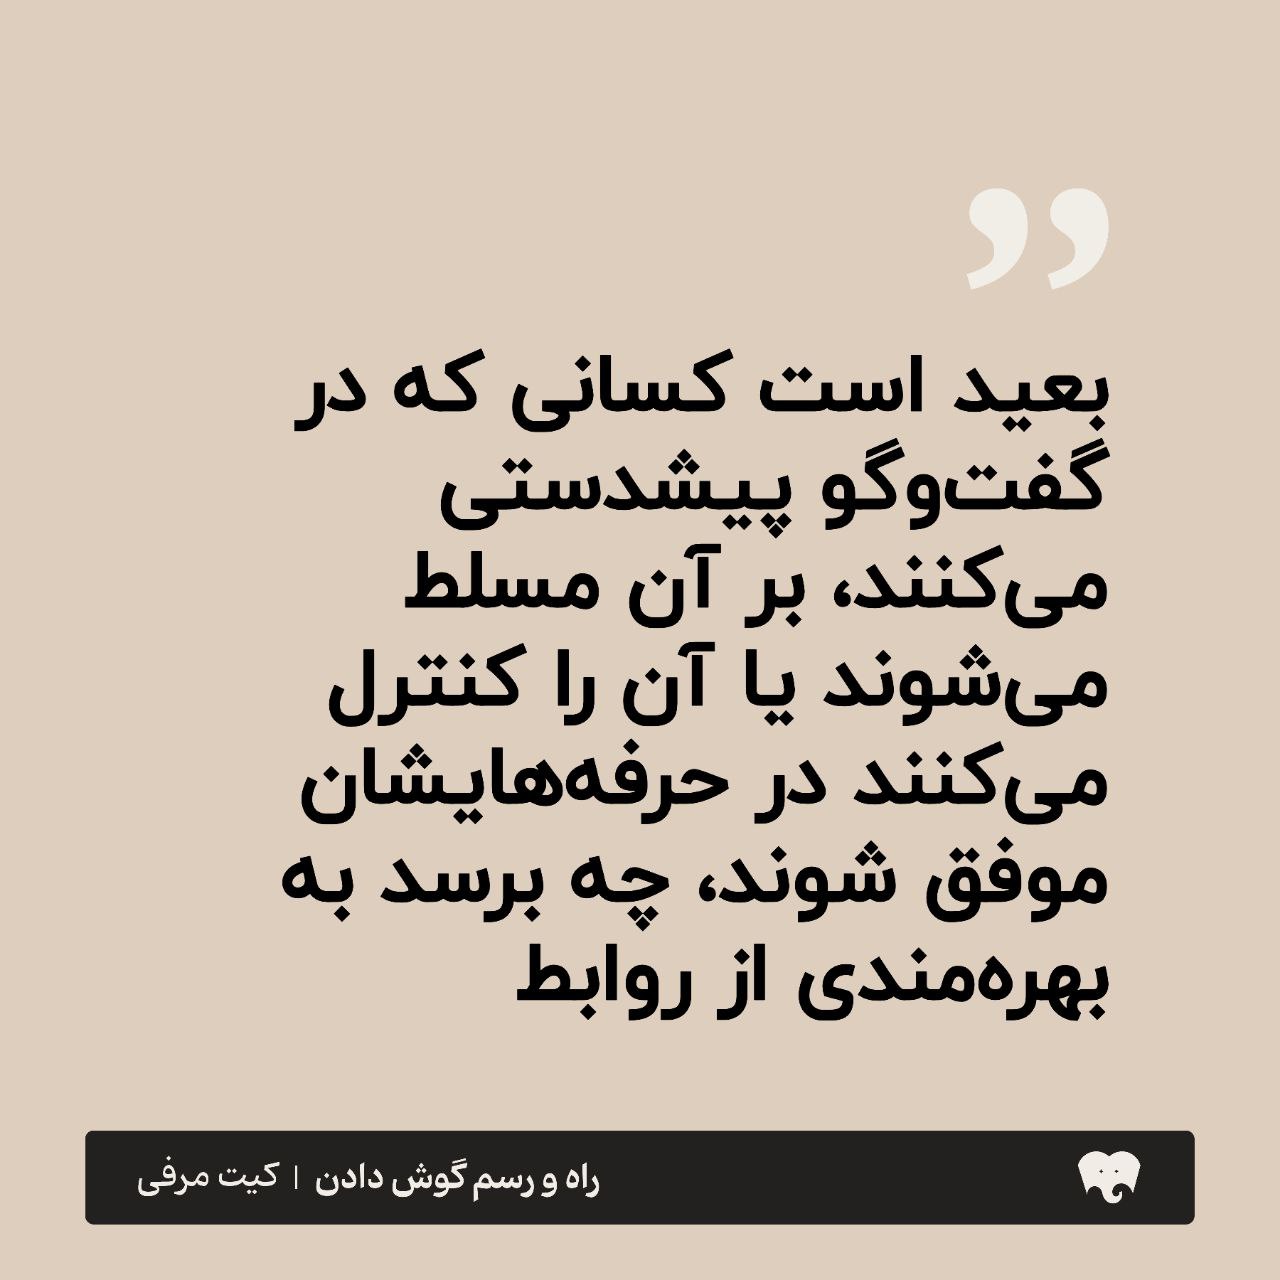 ”
بعید است کسانی که در
گفت‌وگو پیشدستی
می‌کنند، بر آن مسلط
می‌شوند یا آن را کنترل
می‌کنند در حرفه‌هایشان
موفق شوند، چه برسد به
بهره‌مندی از روابط
راه و رسم گوش دادن | کیت مرفی